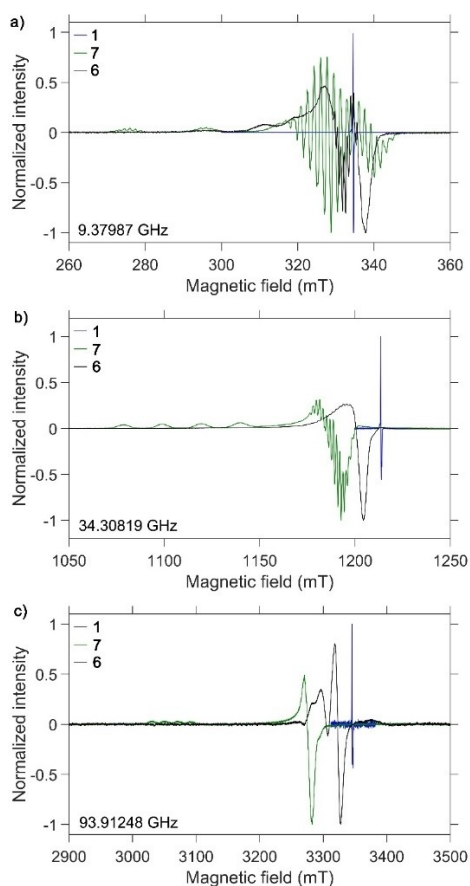 a)
1
— 1
— 7
— 6
0.5
0
-0.5
-1
Normalized intensity
9.37987 GHz
260 280 300 320 340 360
Magnetic field (mT)
b)
1
— 1
— 7
— 6
0.5
0
-0.5
-1
Normalized intensity
34.30819 GHz
1050 1100 1150 1200 1250
Magnetic field (mT)
c)
1
— 1
— 7
— 6
0.5
0
-0.5
-1
Normalized intensity
93.91248 GHz
2900 3000 3100 3200 3300 3400 3500
Magnetic field (mT)